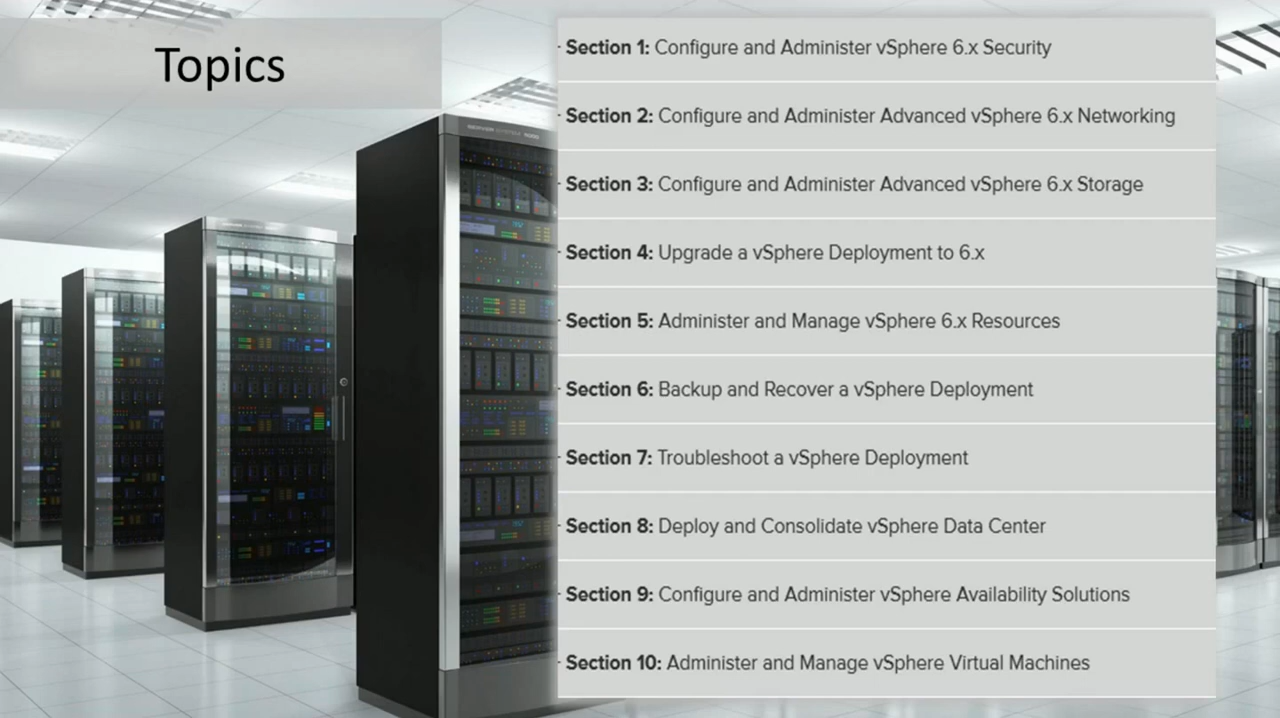 Topics
Section 1: Configure and Administer vSphere 6.x Security
Section 2: Configure and Administer Advanced vSphere 6.x Networking
Section 3: Configure and Administer Advanced vSphere 6.x Storage
Section 4: Upgrade a vSphere Deployment to 6.x
Section 5: Administer and Manage vSphere 6.x Resources
Section 6: Backup and Recover a vSphere Deployment
Section 7: Troubleshoot a vSphere Deployment
Section 8: Deploy and Consolidate vSphere Data Center
Section 9: Configure and Administer vSphere Availability Solutions
Section 10: Administer and Manage vSphere Virtual Machines